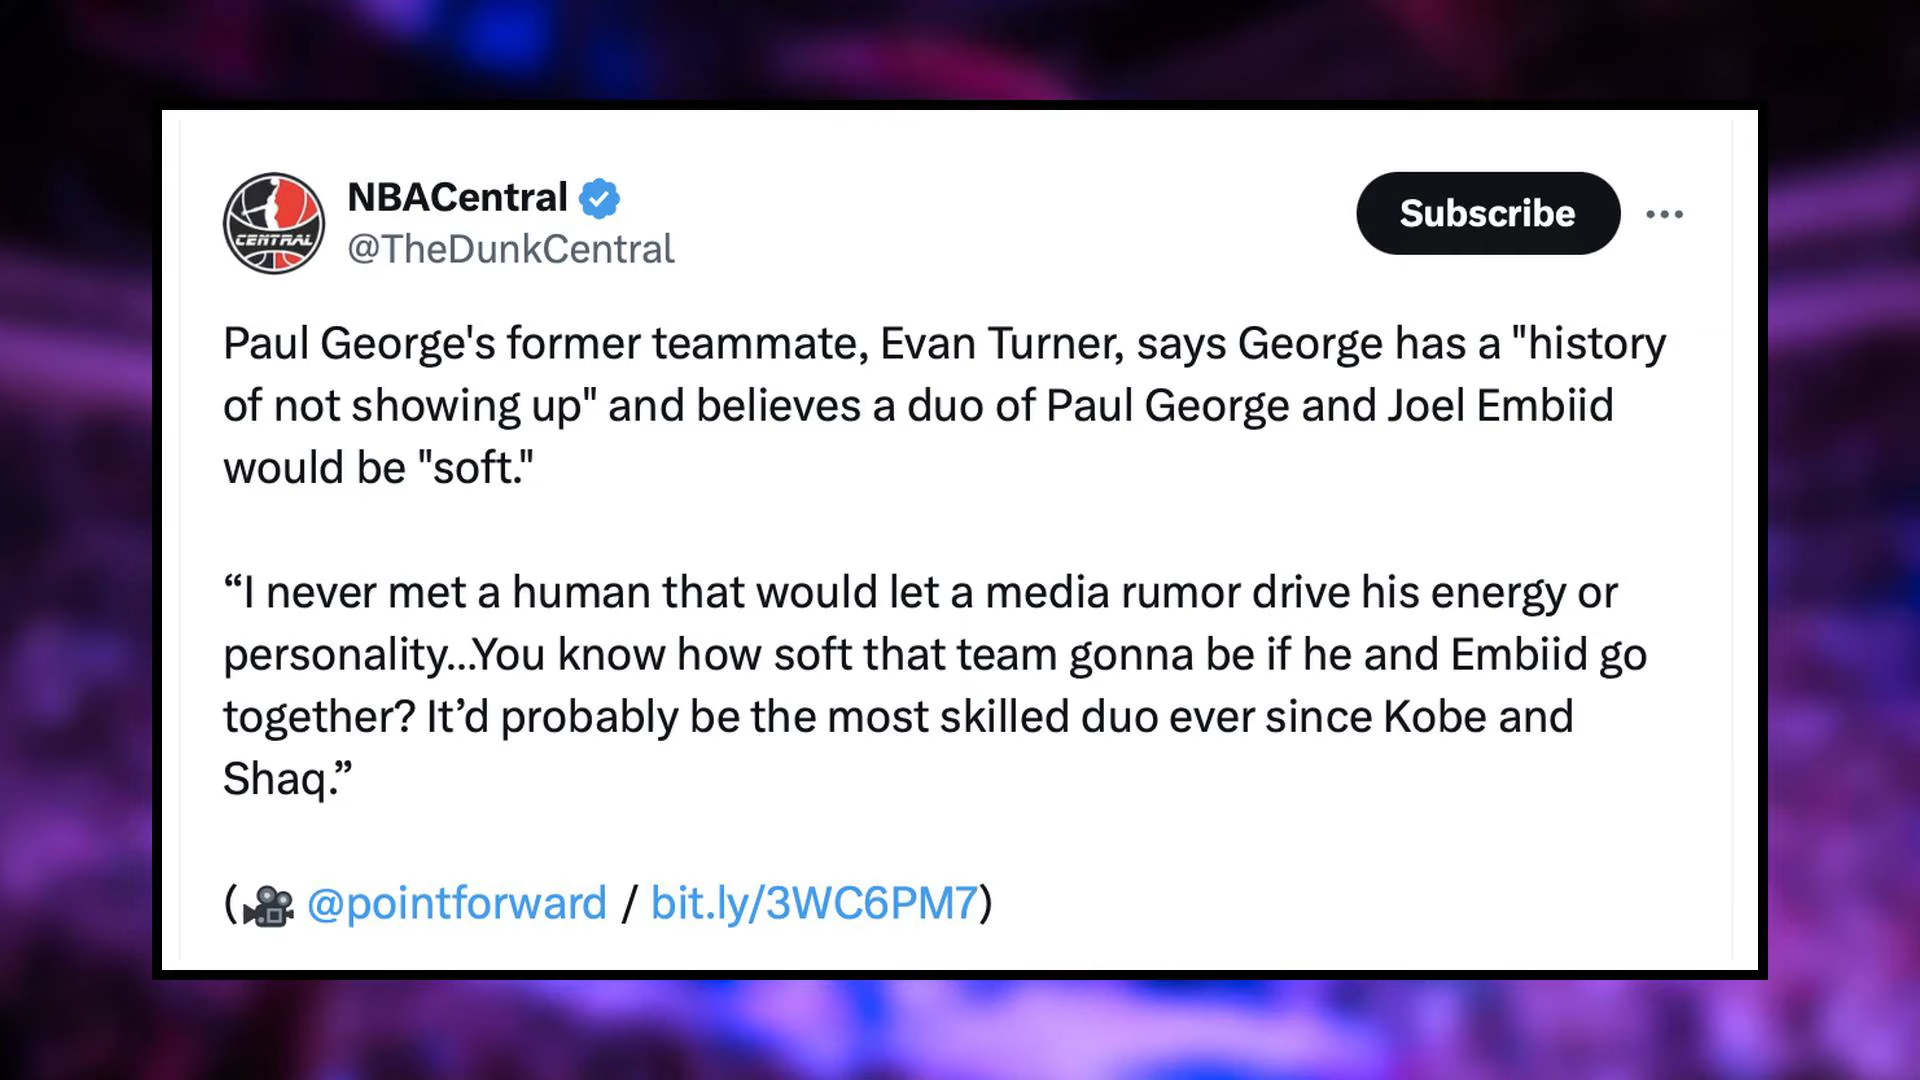 CENTRAL
NBACentral
@TheDunkCentral
Subscribe
Paul George's former teammate, Evan Turner, says George has a "history
of not showing up" and believes a duo of Paul George and Joel Embiid
would be "soft."
“I never met a human that would let a media rumor drive his energy or
personality...You know how soft that team gonna be if he and Embiid go
together? It’d probably be the most skilled duo ever since Kobe and
Shaq.”
(🎥 @pointforward / bit.ly/3WC6PM7)